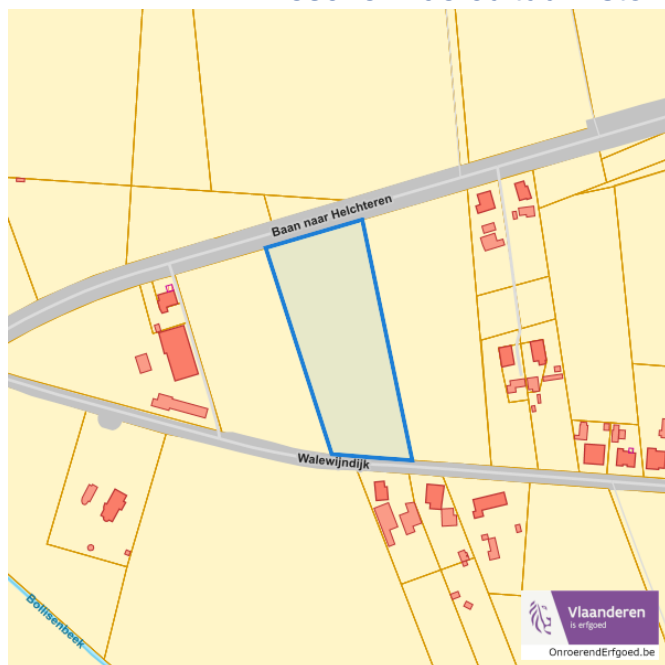 Baan naar Helchteren
Walewijndijk
Bollisenbeek
Vlaanderen
is erfgoed
OnroerendErfgoed.be